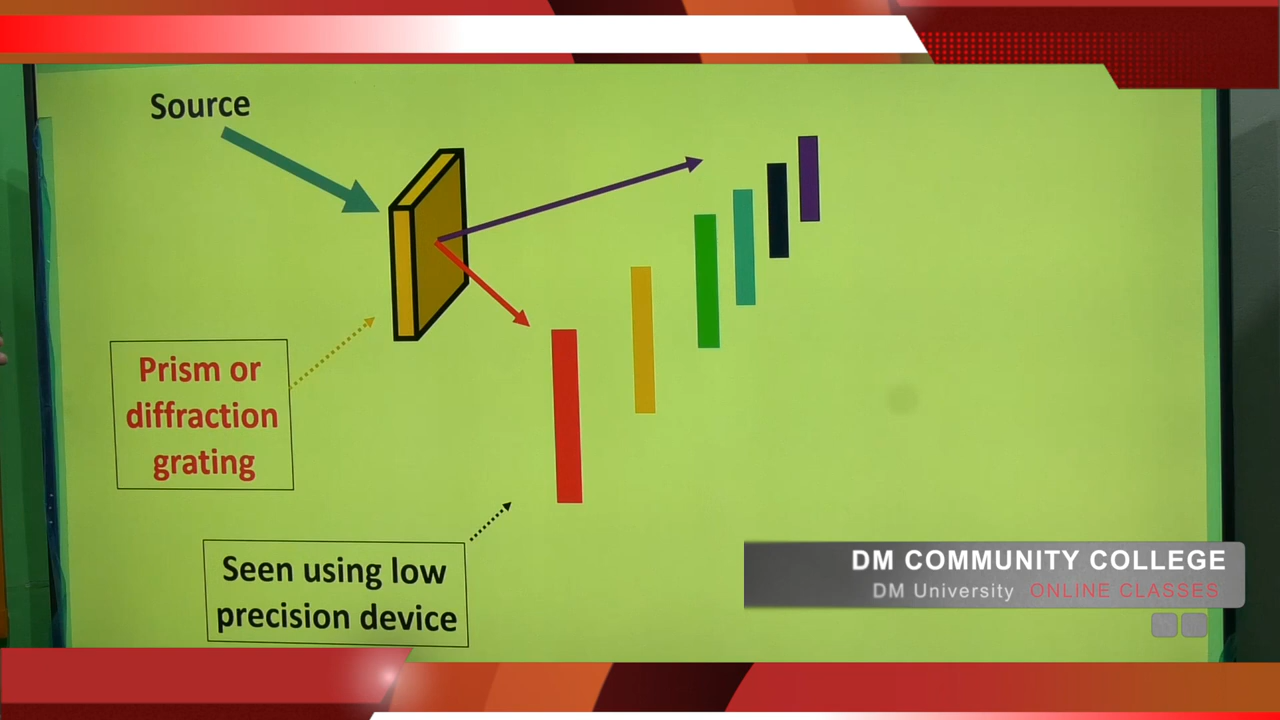 Source
Prism or
diffraction
grating
Seen using low
precision device
DM COMMUNITY COLLEGE
DM University ONLINE CLASSES